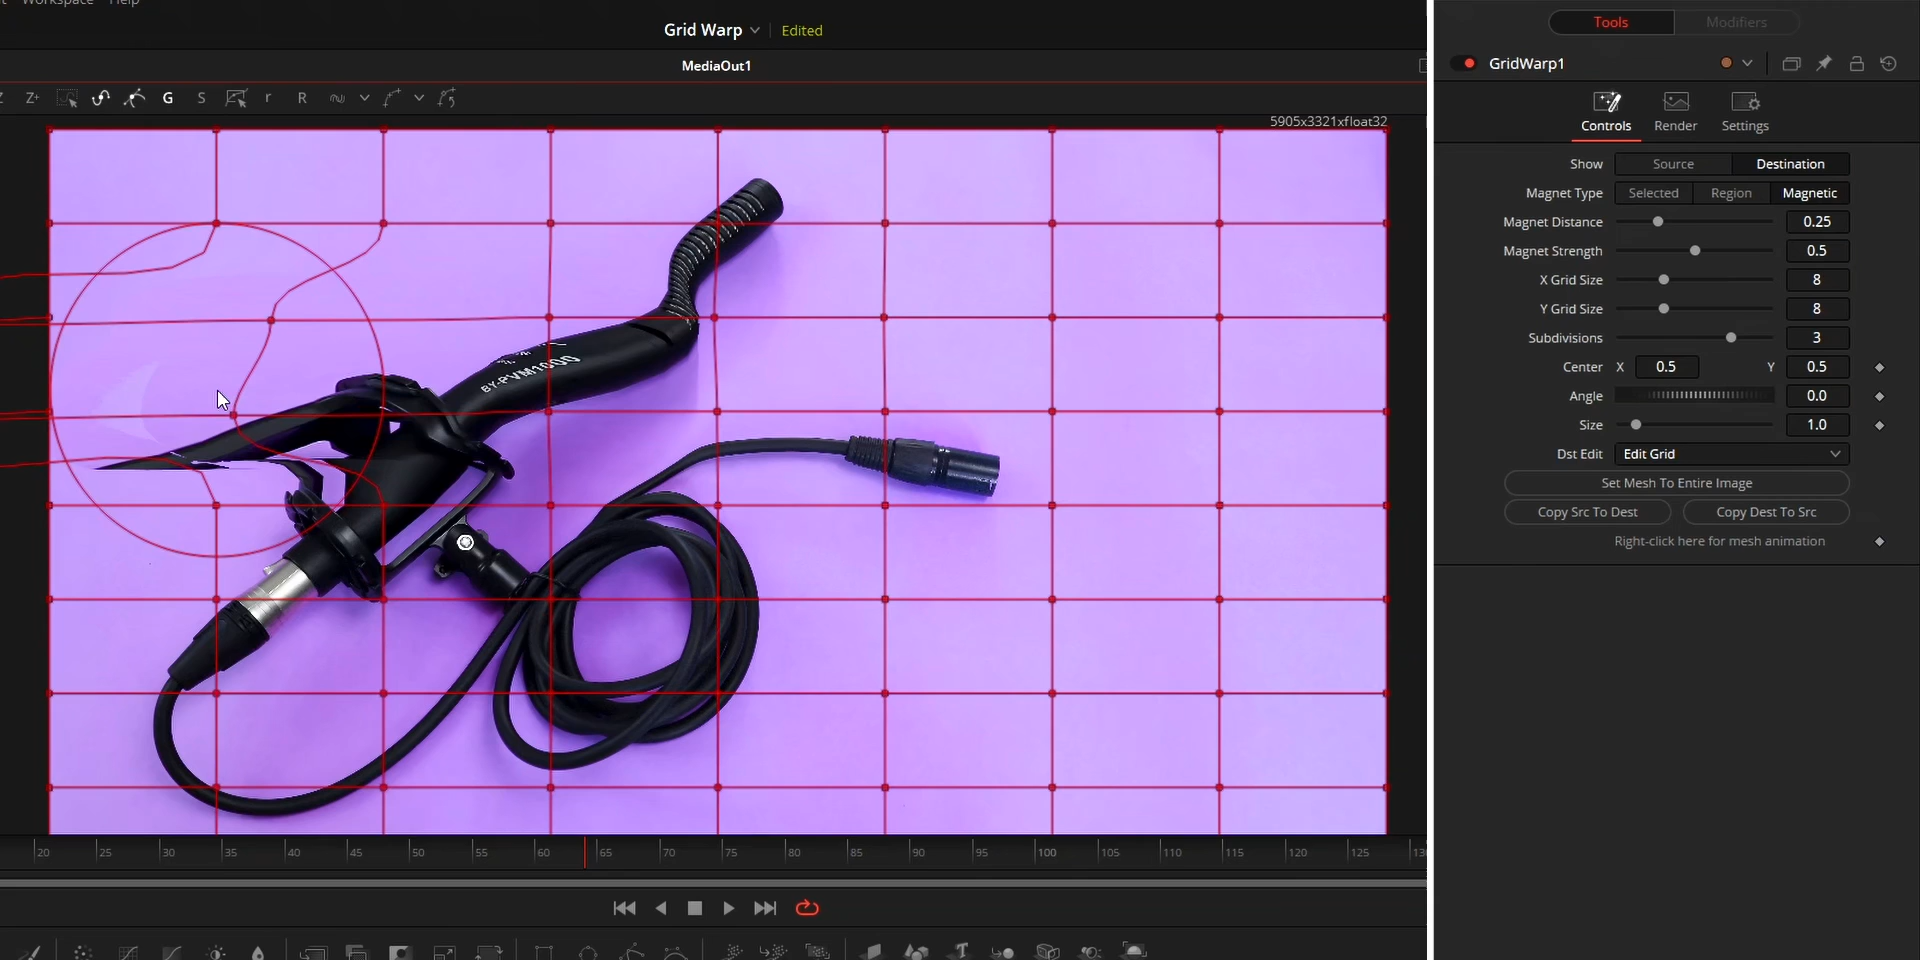 Workspace Help
Grid Warp Edited
MediaOut1
Z+ G S r R
5905x3321xfloat32
BY-PVM1000
20 25 30 35 40 45 50 55 60 65 70 75 80 85 90 95 100 105 110 115 120 125
Tools Modifiers
GridWarp1
Controls Render Settings
Show Source Destination
Magnet Type Selected Region Magnetic
Magnet Distance 0.25
Magnet Strength 0.5
X Grid Size 8
Y Grid Size 8
Subdivisions 3
Center X 0.5 Y 0.5
Angle 0.0
Size 1.0
Dst Edit Edit Grid
Set Mesh To Entire Image
Copy Src To Dest Copy Dest To Src
Right-click here for mesh animation